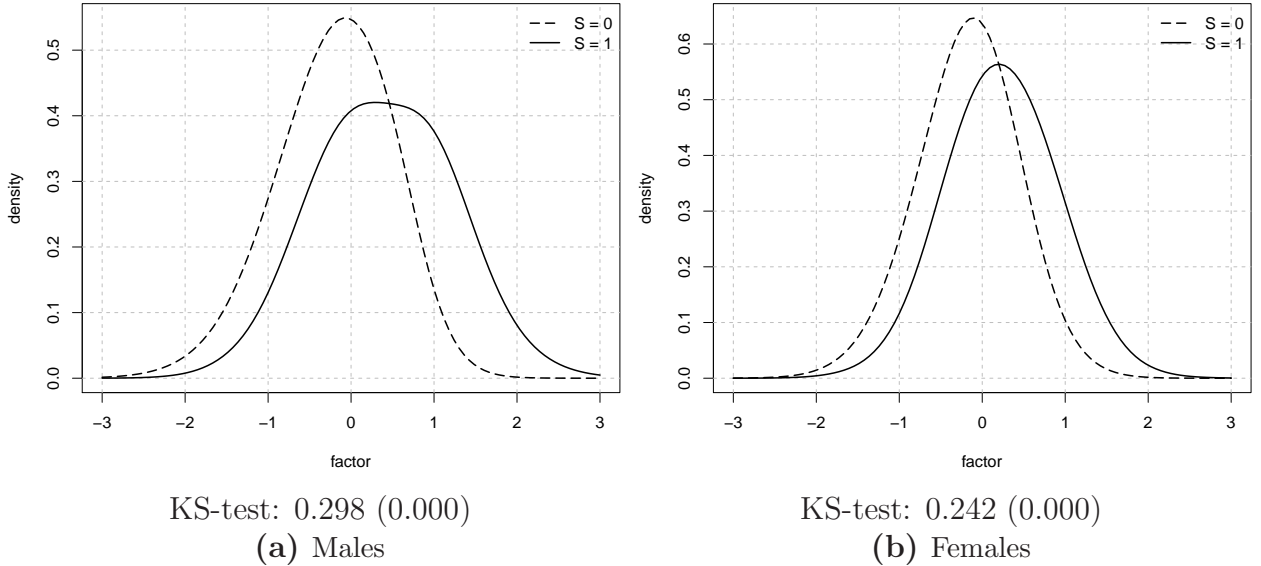 S = 0
S = 1
density
0.5
0.4
0.3
0.2
0.1
0.0
−3 −2 −1 0 1 2 3
factor
KS-test: 0.298 (0.000)
(a) Males
S = 0
S = 1
density
0.6
0.5
0.4
0.3
0.2
0.1
0.0
−3 −2 −1 0 1 2 3
factor
KS-test: 0.242 (0.000)
(b) Females